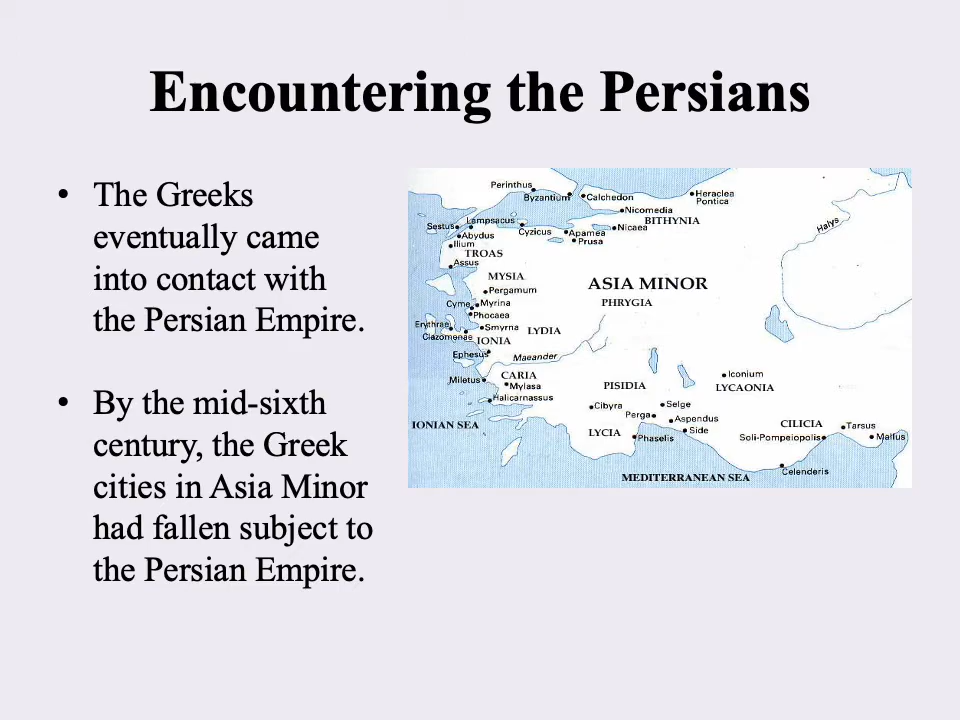 Encountering the Persians
• The Greeks
eventually came
into contact with
the Persian Empire.
• By the mid-sixth
century, the Greek
cities in Asia Minor
had fallen subject to
the Persian Empire.
Perinthus
Byzantium
Calchedon
Heraclea
Pontica
Nicomedia
BITHYNIA
Halys
Sestus
Lampsacus
Cyzicus
Apamea
Nicaea
Prusa
Abydus
Ilium
TROAS
Assus
MYSIA
ASIA MINOR
Pergamum
PHRYGIA
Cyme
Myrina
Phocaea
Erythrae
Smyrna
LYDIA
Clazomenae
IONIA
Ephesus
Maeander
Miletus
CARIA
Mylasa
Halicarnassus
PISIDIA
Iconium
LYCAONIA
Cibyra
Selge
Perga
Aspendus
Side
IONIAN SEA
LYCIA
Phaselis
CILICIA
Tarsus
Soli-Pompeiopolis
Mallus
Celenderis
MEDITERRANEAN SEA